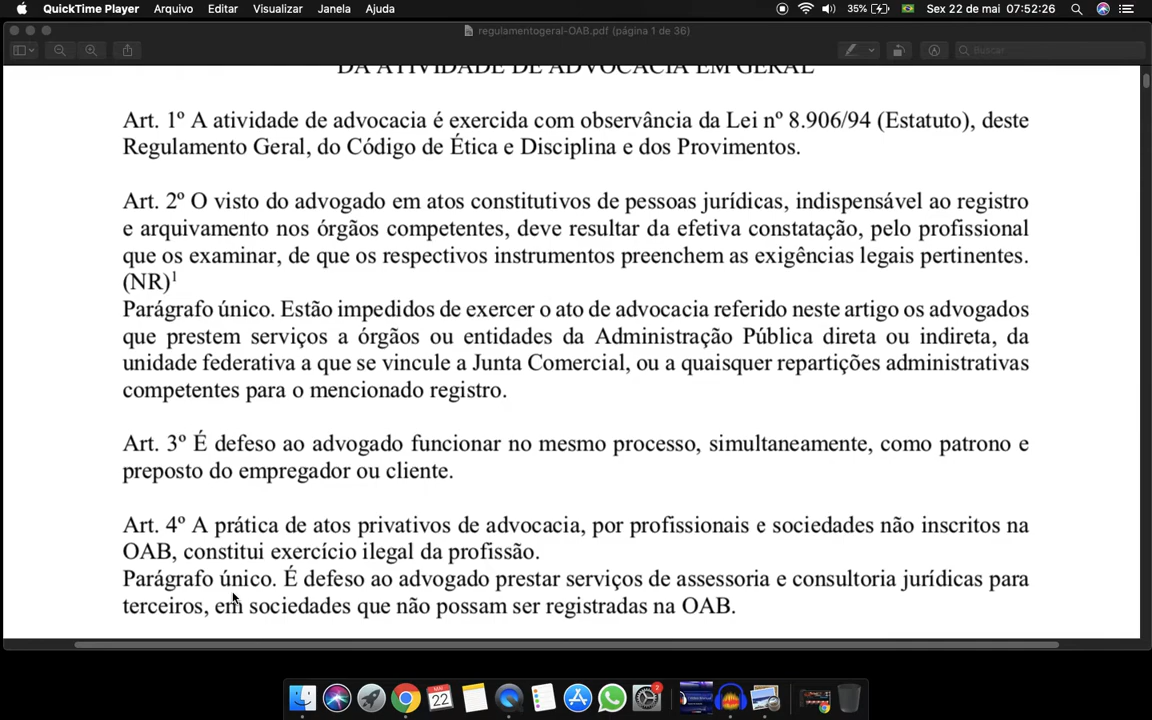 QuickTime Player Arquivo Editar Visualizar Janela Ajuda 35% Sex 22 de mai 07:52:26
regulamentogeral-OAB.pdf (página 1 de 36)
Buscar
DA ATIVIDADE DE ADVOCACIA EM GERAL
Art. 1º A atividade de advocacia é exercida com observância da Lei nº 8.906/94 (Estatuto), deste
Regulamento Geral, do Código de Ética e Disciplina e dos Provimentos.
Art. 2º O visto do advogado em atos constitutivos de pessoas jurídicas, indispensável ao registro
e arquivamento nos órgãos competentes, deve resultar da efetiva constatação, pelo profissional
que os examinar, de que os respectivos instrumentos preenchem as exigências legais pertinentes.
(NR)¹
Parágrafo único. Estão impedidos de exercer o ato de advocacia referido neste artigo os advogados
que prestem serviços a órgãos ou entidades da Administração Pública direta ou indireta, da
unidade federativa a que se vincule a Junta Comercial, ou a quaisquer repartições administrativas
competentes para o mencionado registro.
Art. 3º É defeso ao advogado funcionar no mesmo processo, simultaneamente, como patrono e
preposto do empregador ou cliente.
Art. 4º A prática de atos privativos de advocacia, por profissionais e sociedades não inscritos na
OAB, constitui exercício ilegal da profissão.
Parágrafo único. É defeso ao advogado prestar serviços de assessoria e consultoria jurídicas para
terceiros, em sociedades que não possam ser registradas na OAB.
22
2